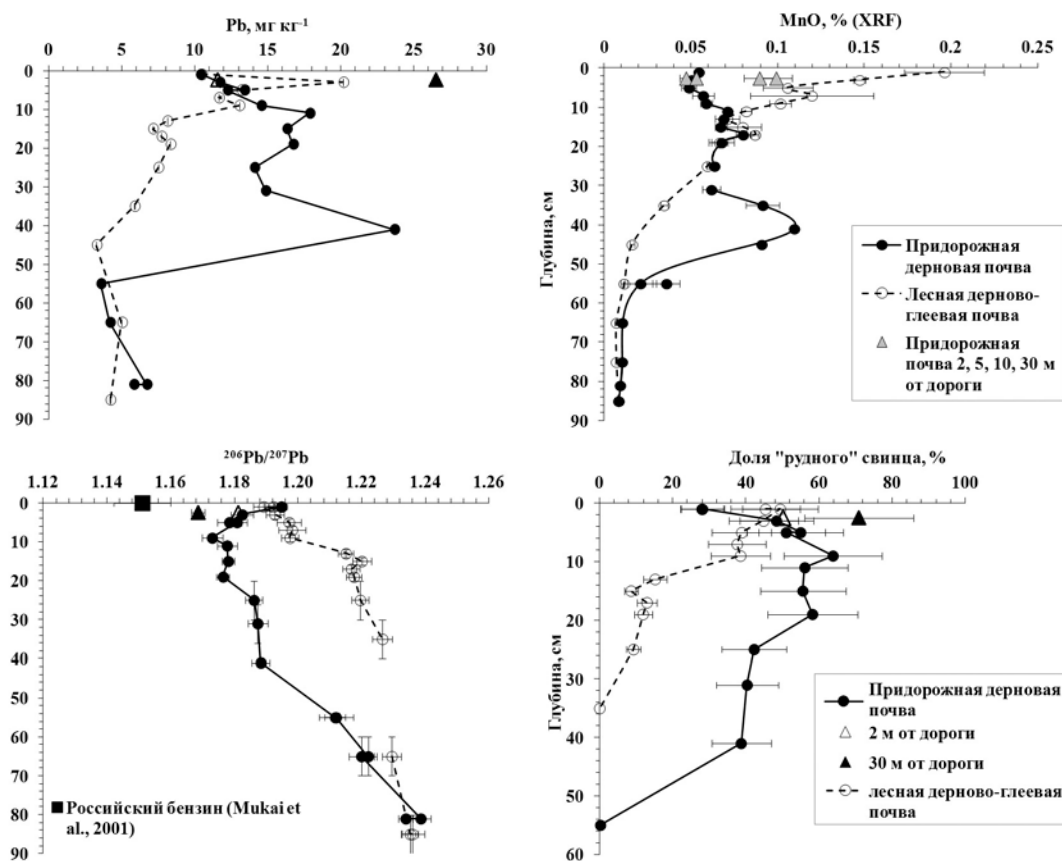 Pb, мг кг⁻¹
0 5 10 15 20 25 30
0
10
20
30
40
50
60
70
80
90
MnO, % (XRF)
0 0.05 0.1 0.15 0.2 0.25
0
10
20
30
40
50
60
70
80
90
Глубина, см
Придорожная
дерновая почва
Лесная дерново-
глеевая почва
Придорожная
почва 2, 5, 10, 30 м
от дороги
²⁰⁶Pb/²⁰⁷Pb
1.12 1.14 1.16 1.18 1.20 1.22 1.24 1.26
0
10
20
30
40
50
60
70
80
90
Российский бензин (Mukai et
al., 2001)
Доля "рудного" свинца, %
0 20 40 60 80 100
0
10
20
30
40
50
60
Глубина, см
Придорожная дерновая
почва
2 м от дороги
30 м от дороги
лесная дерново-глеевая
почва